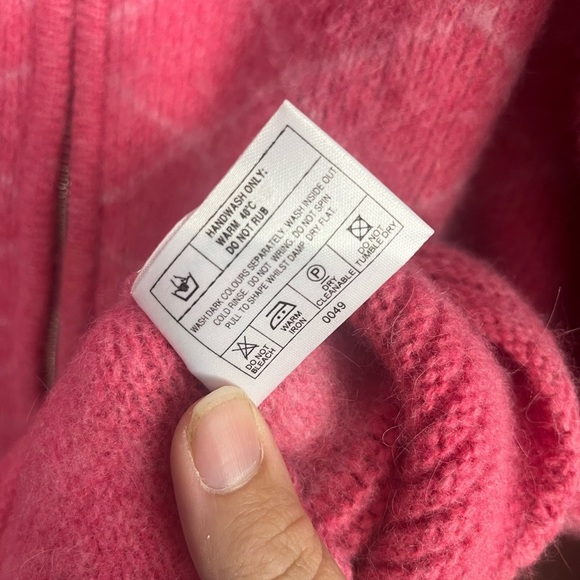 HANDWASH ONLY:
WARM 40°C
DO NOT RUB
WASH DARK COLOURS SEPARATELY. WASH INSIDE OUT
COLD RINSE. DO NOT WRING. DO NOT SPIN
PULL TO SHAPE WHILST DAMP. DRY FLAT
DO NOT
BLEACH
WARM
IRON
P
DRY
CLEANABLE
DO NOT
TUMBLE DRY
0049